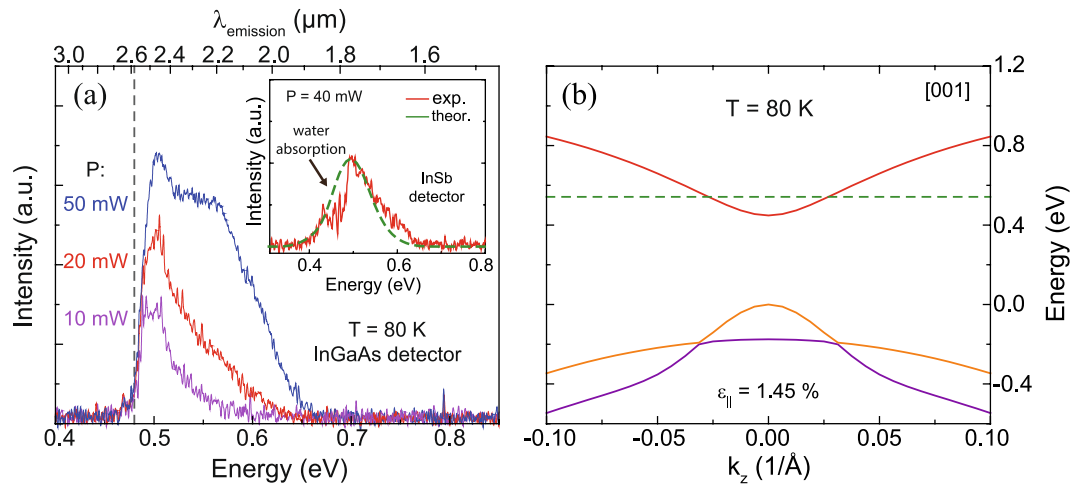 λemission (μm)
3.0 2.6 2.4 2.2 2.0 1.8 1.6
(a)
P:
50 mW
20 mW
10 mW
T = 80 K
InGaAs detector
Intensity (a.u.)
0.4 0.5 0.6 0.7 0.8
Energy (eV)
P = 40 mW
exp.
theor.
water
absorption
InSb
detector
Intensity (a.u.)
0.4 0.6 0.8
Energy (eV)
(b)
T = 80 K
[001]
ε|| = 1.45 %
1.2
0.8
0.4
0.0
-0.4
Energy (eV)
-0.10 -0.05 0.00 0.05 0.10
kz (1/Å)